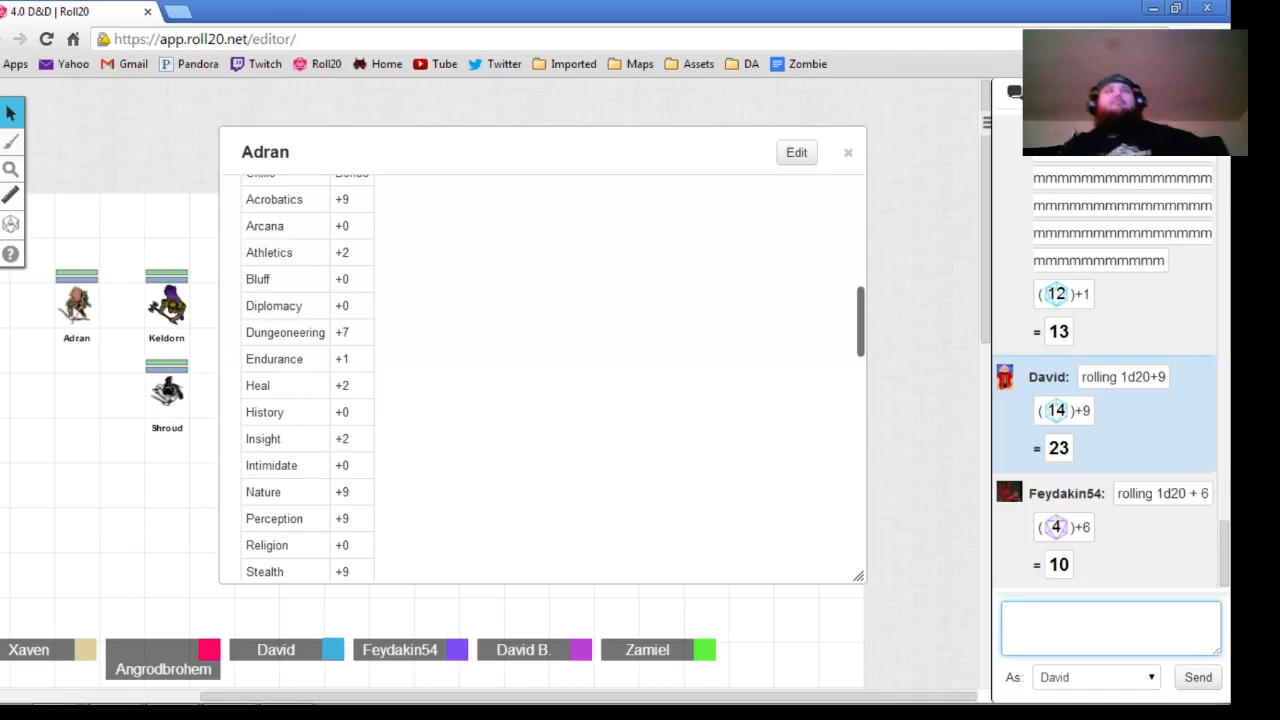 4.0 D&D | Roll20
https://app.roll20.net/editor/
Apps Yahoo Gmail Pandora Twitch Roll20 Home Tube Twitter Imported Maps Assets DA Zombie
Adran
Edit
Acrobatics +9
Arcana +0
Athletics +2
Bluff +0
Diplomacy +0
Dungeoneering +7
Endurance +1
Heal +2
History +0
Insight +2
Intimidate +0
Nature +9
Perception +9
Religion +0
Stealth +9
Adran
Keldorn
Shroud
Xaven
Angrodbrohem
David
Feydakin54
David B.
Zamiel
mmmmmmmmmmmmmmm
mmmmmmmmmmmmmmm
mmmmmmmmmmmmmmm
mmmmmmmmmmm
(12)+1
= 13
David: rolling 1d20+9
(14)+9
= 23
Feydakin54: rolling 1d20 + 6
(4)+6
= 10
As: David
Send